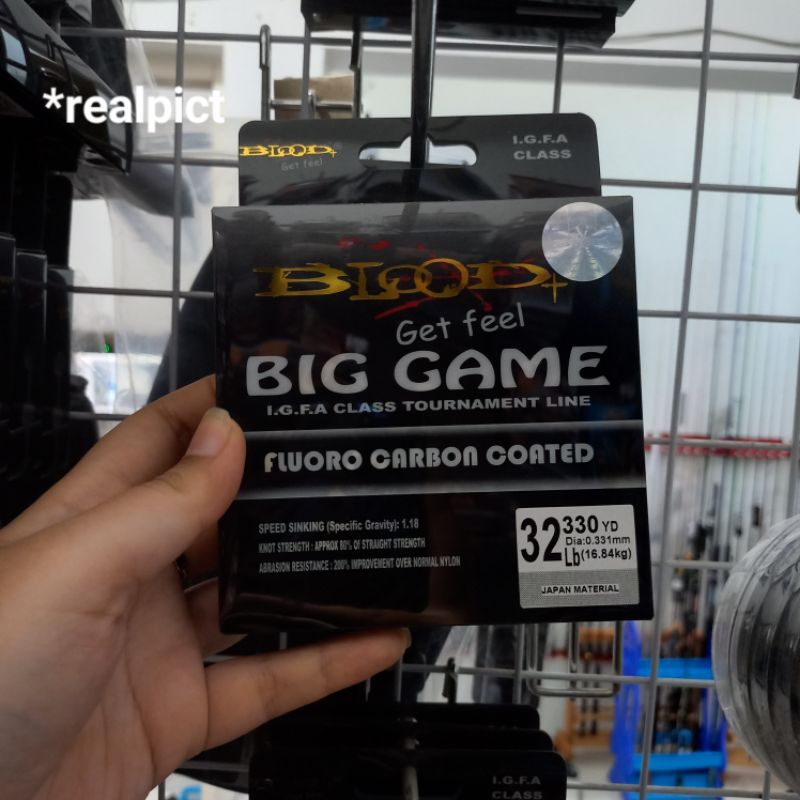 *realpict
BLOOD+
Get feel
I.G.F.A
CLASS
BLOOD+
Get feel
BIG GAME
I.G.F.A CLASS TOURNAMENT LINE
FLUORO CARBON COATED
SPEED SINKING (Specific Gravity): 1.18
KNOT STRENGTH : APPROX 80% OF STRAIGHT STRENGTH
ABRASION RESISTANCE : 200% IMPROVEMENT OVER NORMAL NYLON
32 Lb
330 YD
Dia:0.331mm
(16.84kg)
JAPAN MATERIAL
I.G.F.A
CLASS